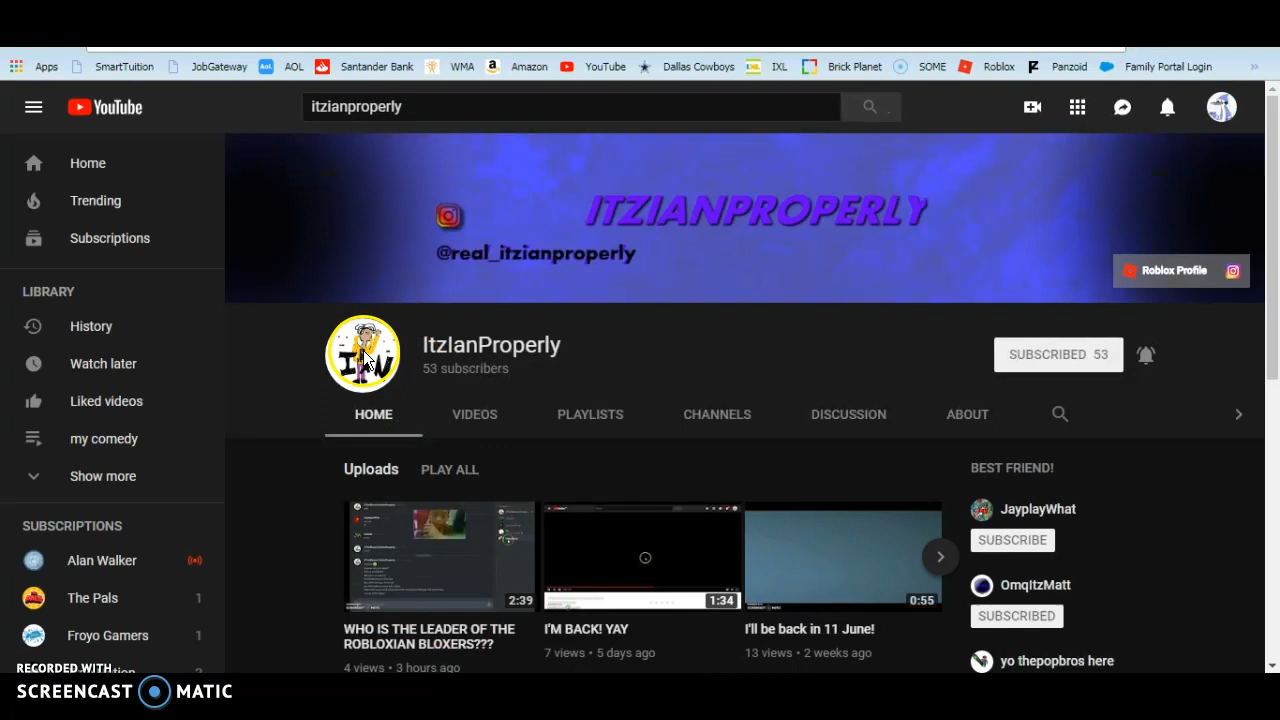 Apps SmartTuition JobGateway AOL Santander Bank WMA Amazon YouTube Dallas Cowboys IXL Brick Planet SOME Roblox Panzoid Family Portal Login »
YouTube
itzianproperly
Home
Trending
Subscriptions
LIBRARY
History
Watch later
Liked videos
my comedy
Show more
SUBSCRIPTIONS
Alan Walker
The Pals 1
Froyo Gamers 1
ITZIANPROPERLY
@real_itzianproperly
Roblox Profile
ItzIanProperly
53 subscribers
SUBSCRIBED 53
HOME VIDEOS PLAYLISTS CHANNELS DISCUSSION ABOUT
Uploads PLAY ALL
2:39
WHO IS THE LEADER OF THE
ROBLOXIAN BLOXERS???
4 views • 3 hours ago
1:34
I'M BACK! YAY
7 views • 5 days ago
0:55
I'll be back in 11 June!
13 views • 2 weeks ago
BEST FRIEND!
JayplayWhat
SUBSCRIBE
OmqItzMatt
SUBSCRIBED
yo thepopbros here
RECORDED WITH
SCREENCAST MATIC